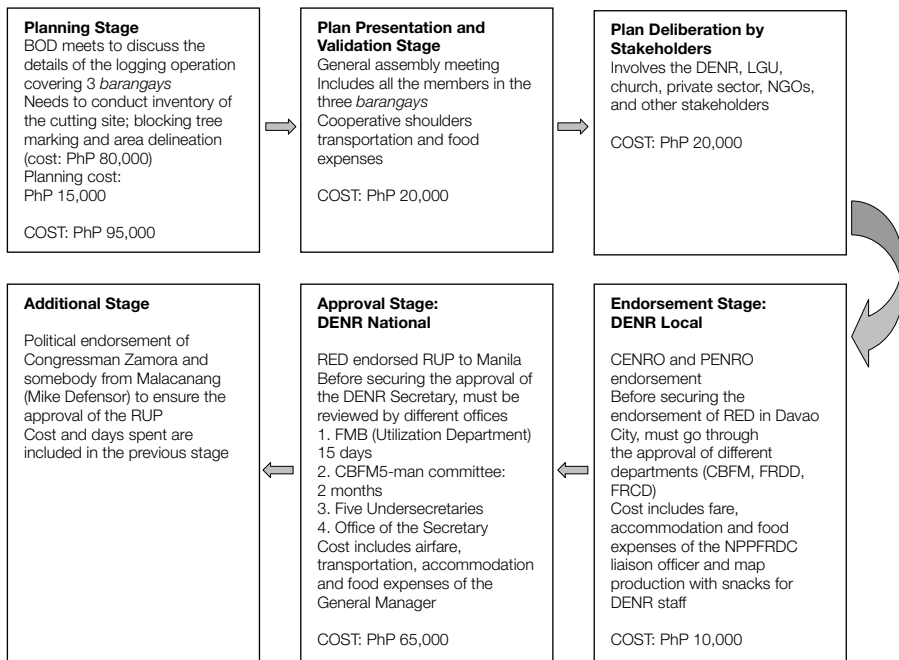 Planning Stage
BOD meets to discuss the
details of the logging operation
covering 3 barangays
Needs to conduct inventory of
the cutting site; blocking tree
marking and area delineation
(cost: PhP 80,000)
Planning cost:
PhP 15,000
COST: PhP 95,000
Plan Presentation and
Validation Stage
General assembly meeting
Includes all the members in the
three barangays
Cooperative shoulders
transportation and food
expenses
COST: PhP 20,000
Plan Deliberation by
Stakeholders
Involves the DENR, LGU,
church, private sector, NGOs,
and other stakeholders
COST: PhP 20,000
Endorsement Stage:
DENR Local
CENRO and PENRO
endorsement
Before securing the
endorsement of RED in Davao
City, must go through
the approval of different
departments (CBFM, FRDD,
FRCD)
Cost includes fare,
accommodation and food
expenses of the NPPFRDC
liaison officer and map
production with snacks for
DENR staff
COST: PhP 10,000
Approval Stage:
DENR National
RED endorsed RUP to Manila
Before securing the approval of
the DENR Secretary, must be
reviewed by different offices
1. FMB (Utilization Department)
15 days
2. CBFM5-man committee:
2 months
3. Five Undersecretaries
4. Office of the Secretary
Cost includes airfare,
transportation, accommodation
and food expenses of the
General Manager
COST: PhP 65,000
Additional Stage
Political endorsement of
Congressman Zamora and
somebody from Malacanang
(Mike Defensor) to ensure the
approval of the RUP
Cost and days spent are
included in the previous stage